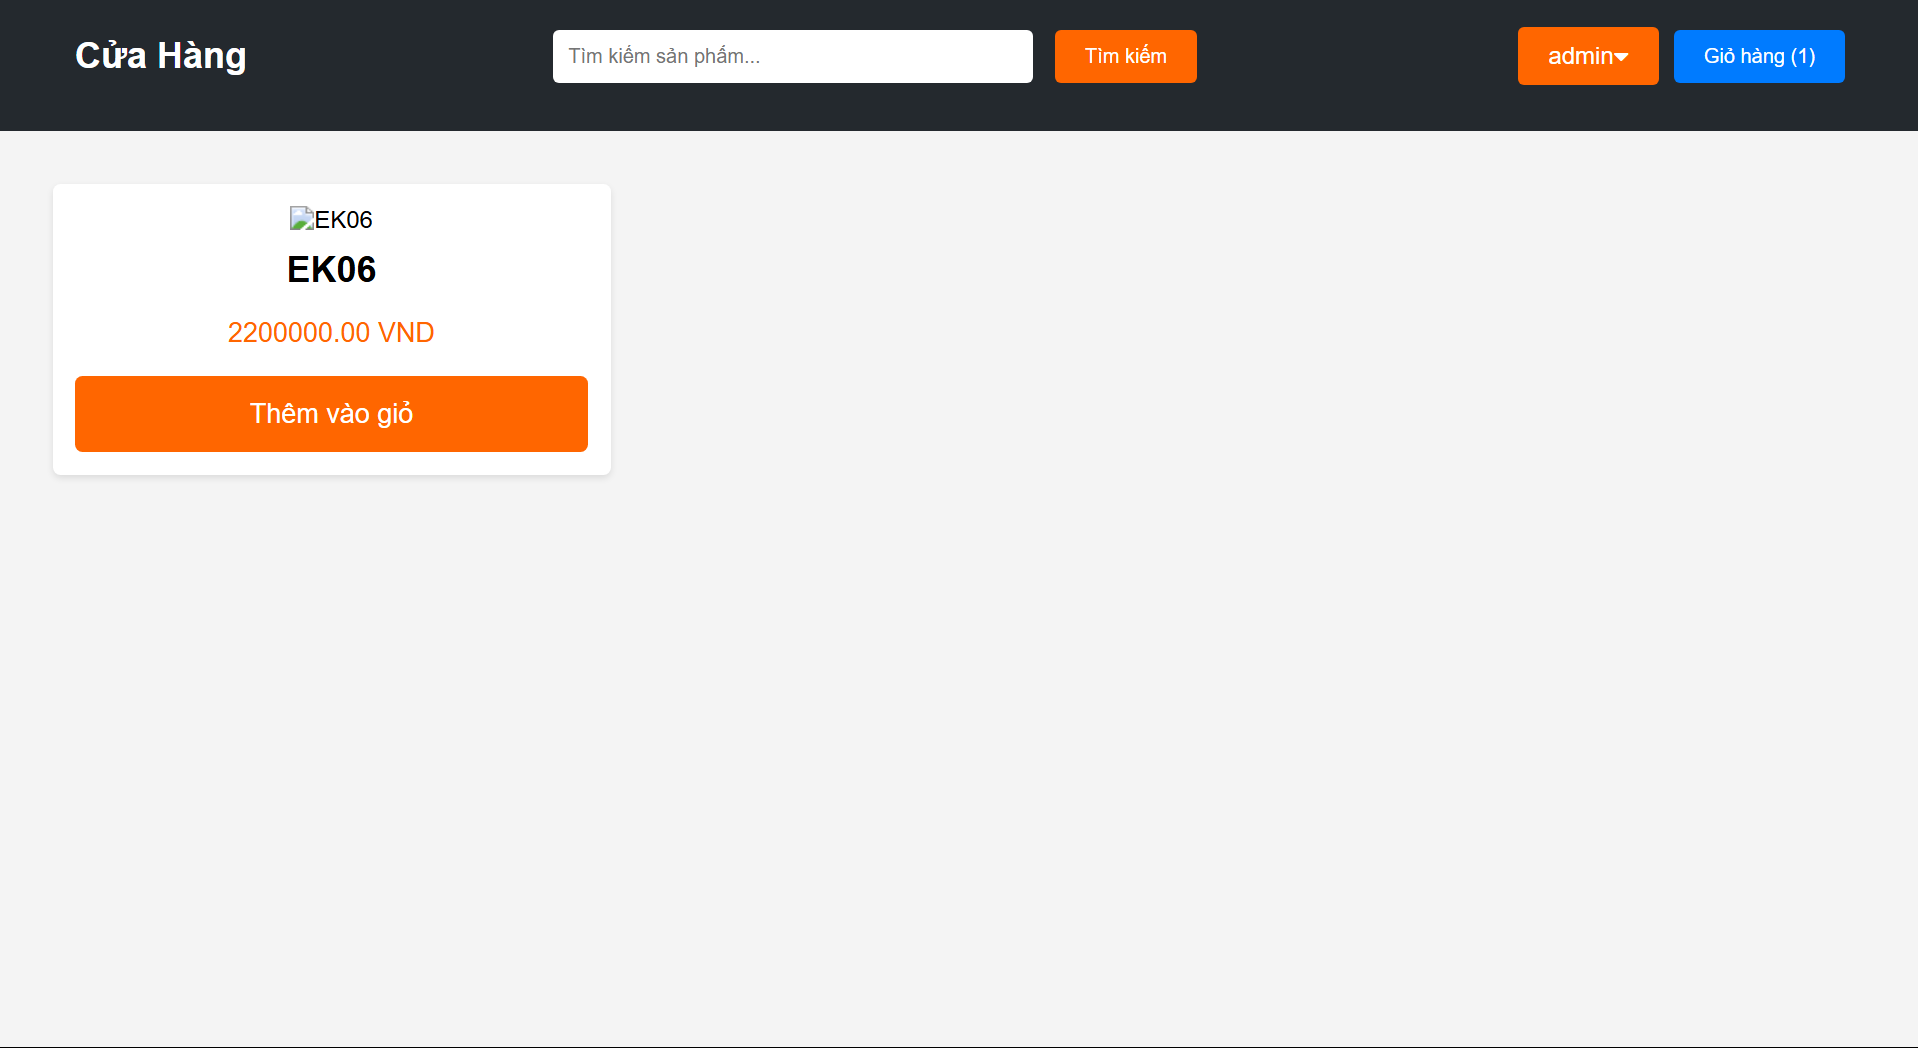 Cửa Hàng
Tìm kiếm sản phẩm...
Tìm kiếm
admin
Giỏ hàng (1)
EK06
EK06
2200000.00 VND
Thêm vào giỏ